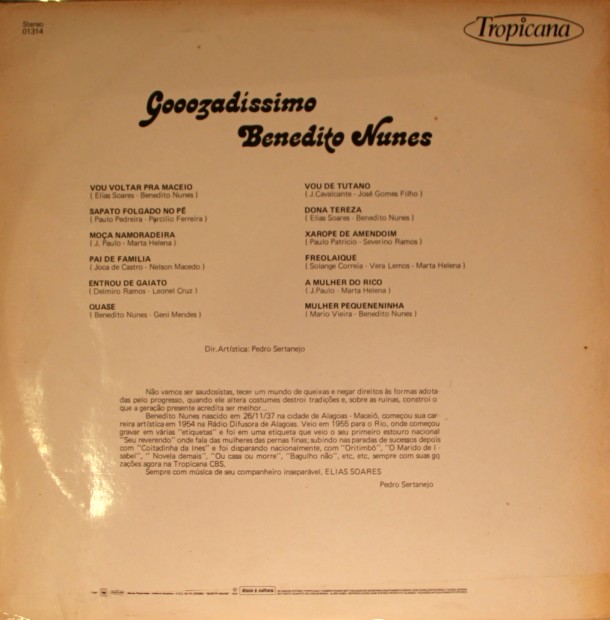 Stereo
01314
Tropicana
Gooozadissimo
Benedito Nunes
VOU VOLTAR PRA MACEIO
( Elias Soares - Benedito Nunes )
SAPATO FOLGADO NO PÉ
( Paulo Pedreira - Parcílio Ferreira )
MOÇA NAMORADEIRA
( J. Paulo - Marta Helena )
PAI DE FAMILIA
( Joca de Castro - Nelson Macedo )
ENTROU DE GAIATO
( Delmiro Ramos - Leonel Cruz )
QUASE
( Benedito Nunes - Geni Mendes )
VOU DE TUTANO
( J.Cavalcante - José Gomes Filho )
DONA TEREZA
( Elias Soares - Benedito Nunes )
XAROPE DE AMENDOIM
( Paulo Patricio - Severino Ramos )
FREOLAIQUE
( Solange Correia - Vera Lemos - Marta Helena )
A MULHER DO RICO
( J.Paulo - Marta Helena )
MULHER PEQUENENINHA
( Mario Vieira - Benedito Nunes )
Dir.Artística: Pedro Sertanejo
Não vamos ser saudosistas, tecer um mundo de queixas e negar direitos às formas adota-
das pelo progresso, quando ele altera costumes destroi tradições e, sobre as ruinas, constroi o
que a geração presente acredita ser melhor...
Benedito Nunes nascido em 26/11/37 na cidade de Alagoas - Maceió, começou sua car-
reira artística em 1954 na Rádio Difusora de Alagoas. Veio em 1955 para o Rio, onde começou
gravar em várias "etiquetas" e foi em uma etiqueta que veio o seu primeiro estouro nacional
"Seu reverendo" onde fala das mulheres das pernas finas; subindo nas paradas de sucessos depois
com "Coitadinha da Ines" e foi disparando nacionalmente, com "Oritimbó", "O Marido de I-
sabel", " Novela demais", "Ou casa ou morre", "Bagulho não", etc, etc, sempre com suas go
zações agora na Tropicana CBS.
Sempre com música de seu companheiro inseparável, ELIAS SOARES
Pedro Sertanejo
Disco é cultura